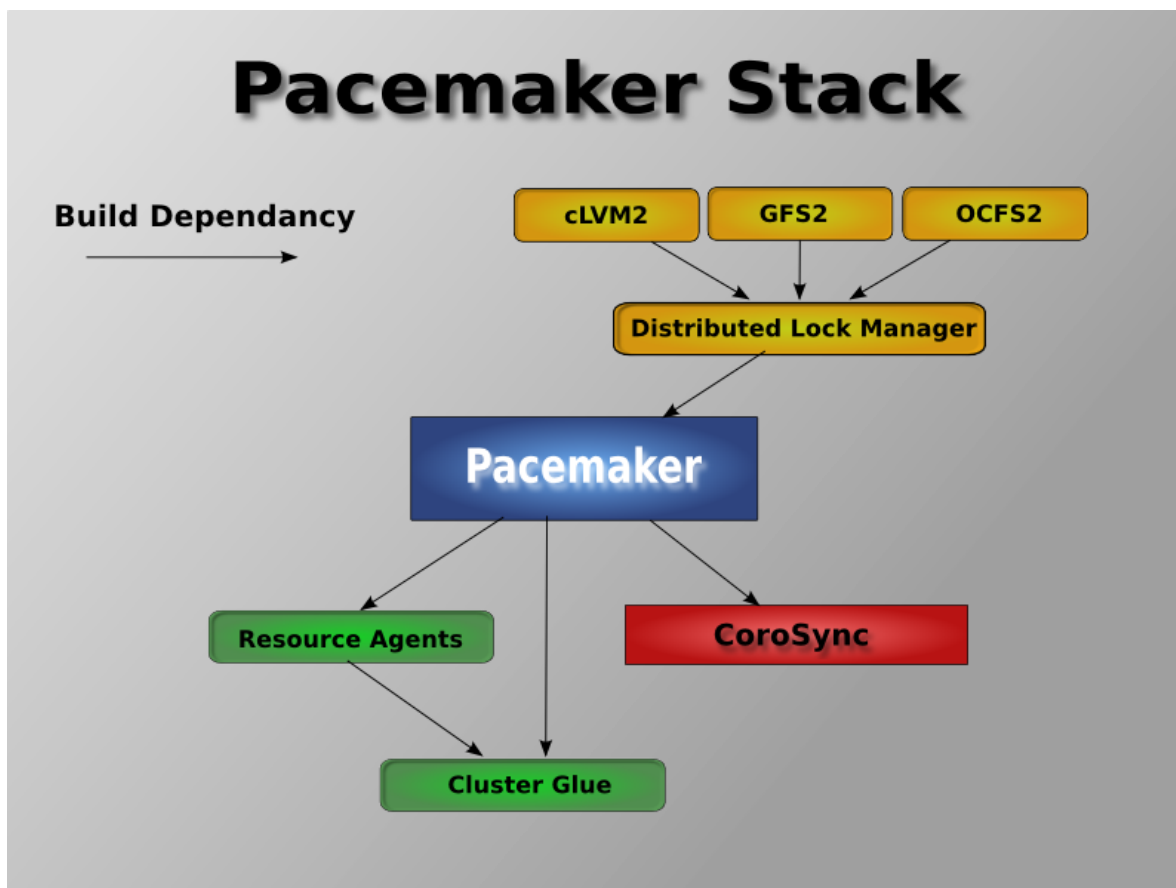 Pacemaker Stack
Build Dependancy
cLVM2
GFS2
OCFS2
Distributed Lock Manager
Pacemaker
Resource Agents
CoroSync
Cluster Glue